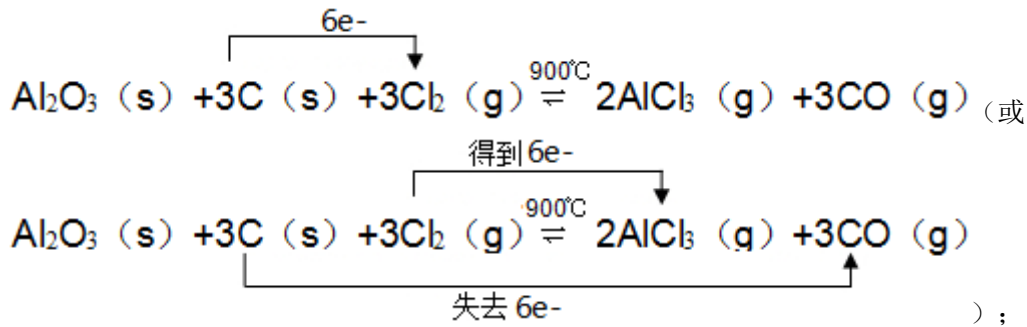 6e-
Al₂O₃（s）+3C（s）+3Cl₂（g）900℃⇌ 2AlCl₃（g）+3CO（g）（或
得到6e-
Al₂O₃（s）+3C（s）+3Cl₂（g）900℃⇌ 2AlCl₃（g）+3CO（g）
失去6e-
）；